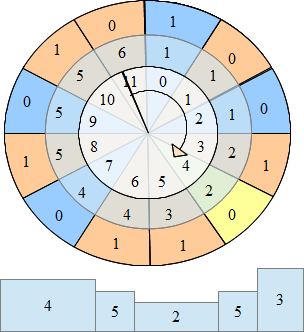 0 1
1 6 1 0
5 11 0 1
0 10 1
5 9 2 1 0
1 5 8 3 2 1
7 4
4 6 5 2
0 4 3 0
1 1
4 5 2 5 3